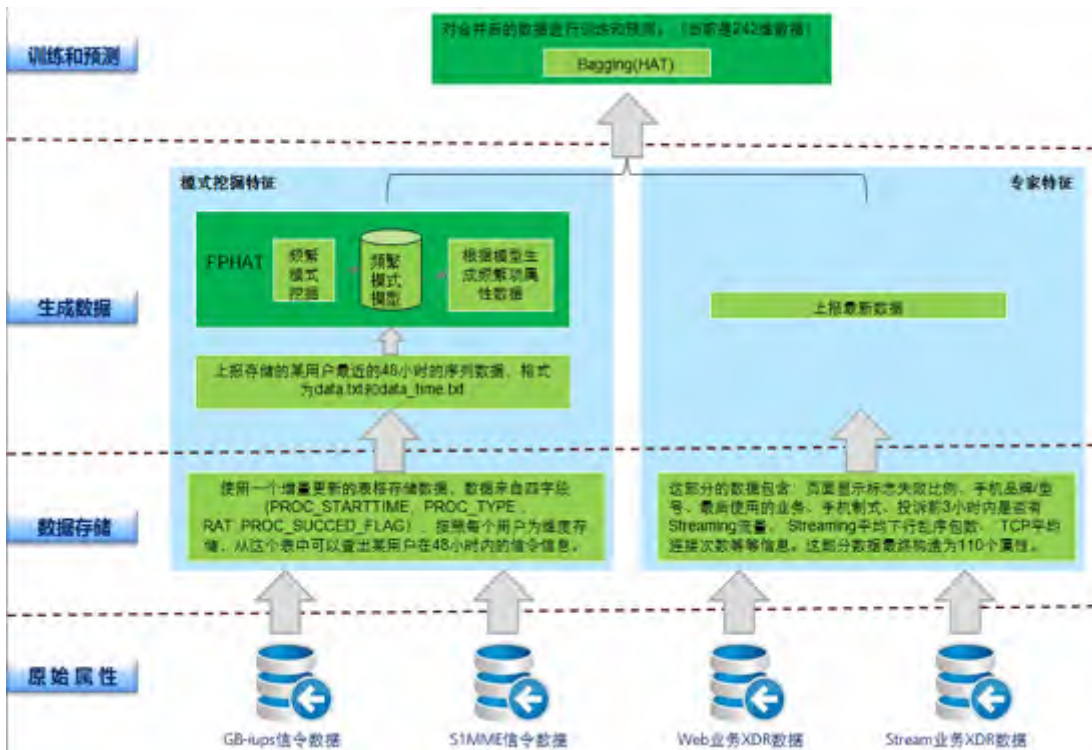 训练和预测
对合并后的数据进行训练和预测。（当前是242维数据）
Bagging(HAT)
模式挖掘特征
专家特征
生成数据
FPHAT
频繁
模式
挖掘
频繁
模式
模型
根据模型生
成频繁项属
性数据
上报最新数据
上报存储的某用户最近的48小时的序列数据、格式
为data.txt和data_time.txt
数据存储
使用一个增量更新的表格存储数据、数据来自四字段
(PROC_STARTTIME、PROC_TYPE、
RAT、PROC_SUCCED_FLAG)、按照每个用户为维度存
储、从这个表中可以查出某用户在48小时内的信令信息。
这部分的数据包含：页面显示标志失败比例、手机品牌/型
号、最后使用的业务、手机制式、投诉前3小时内是否有
Streaming流量、Streaming平均下行乱序包数、TCP平均
连接次数等等信息。这部分数据最终构造为110个属性。
原始属性
GB-iups信令数据
S1MME信令数据
Web业务XDR数据
Stream业务XDR数据